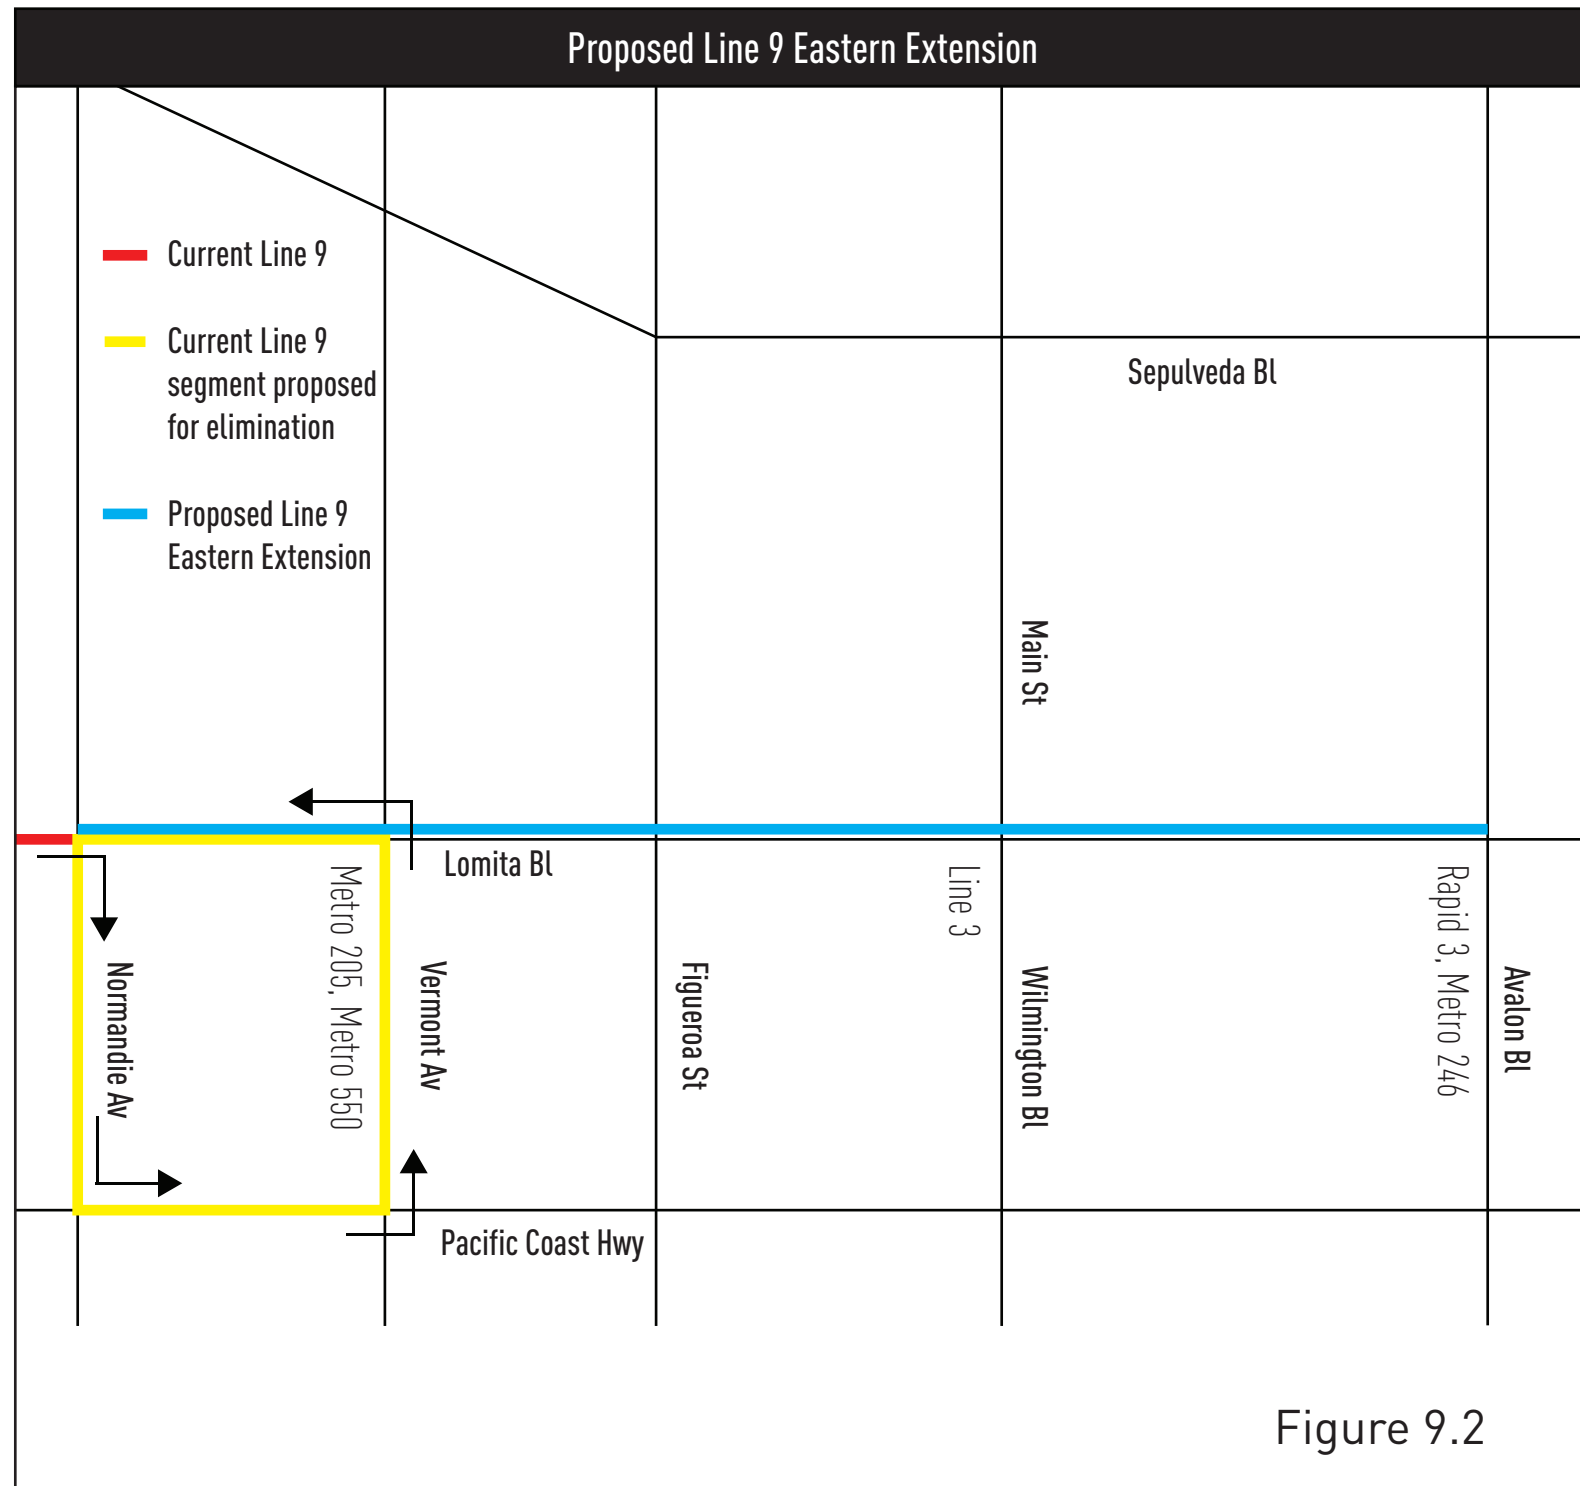 Proposed Line 9 Eastern Extension
Current Line 9
Current Line 9
segment proposed
for elimination
Sepulveda Bl
Proposed Line 9
Eastern Extension
Main St
Lomita Bl
Metro 205, Metro 550
Line 3
Rapid 3, Metro 246
Normandie Av
Vermont Av
Figueroa St
Wilmington Bl
Avalon Bl
Pacific Coast Hwy
Figure 9.2